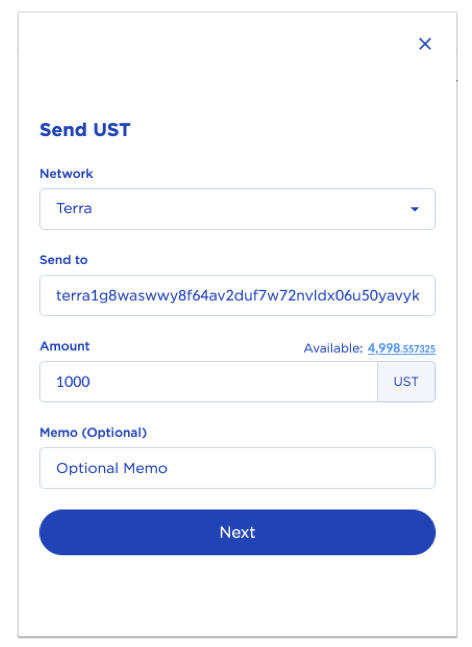 Send UST
Network
Terra
Send to
terra1g8waswwy8f64av2duf7w72nvldx06u50yavyk
Amount
Available: 4,998.557325
1000
UST
Memo (Optional)
Optional Memo
Next